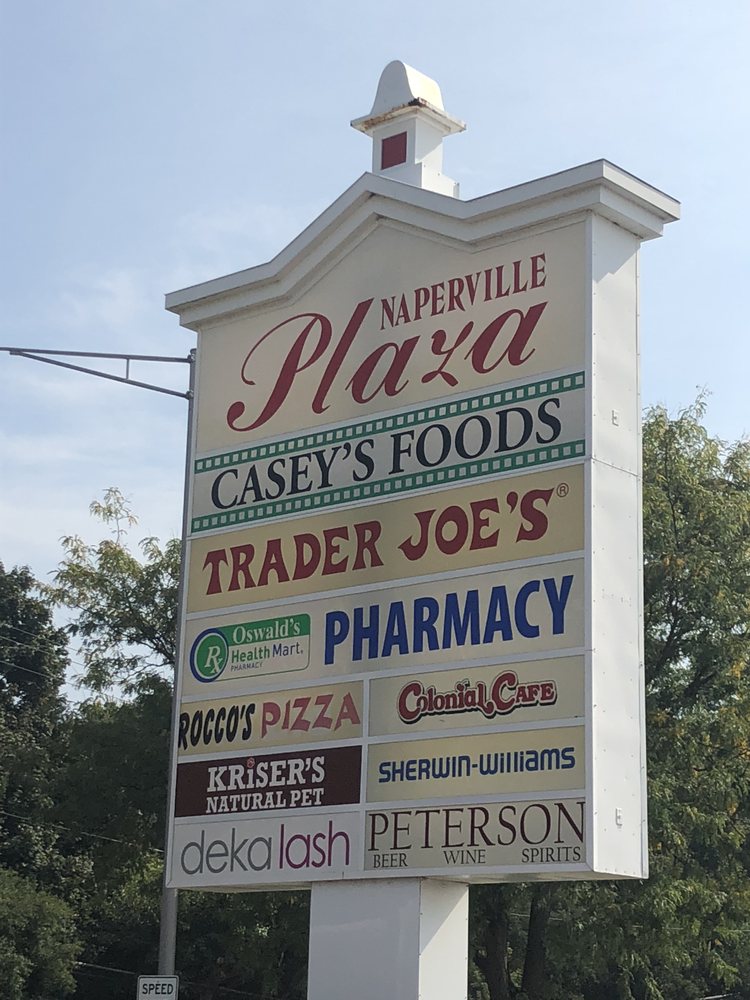 NAPERVILLE
Plaza
CASEY'S FOODS
TRADER JOE'S®
Rx Oswald's
Health Mart.
PHARMACY
PHARMACY
ROCCO'S PIZZA
Colonial Cafe
KRiSER'S
NATURAL PET
SHERWIN-WILLIAMS
deka lash
PETERSON
BEER WINE SPIRITS
SPEED